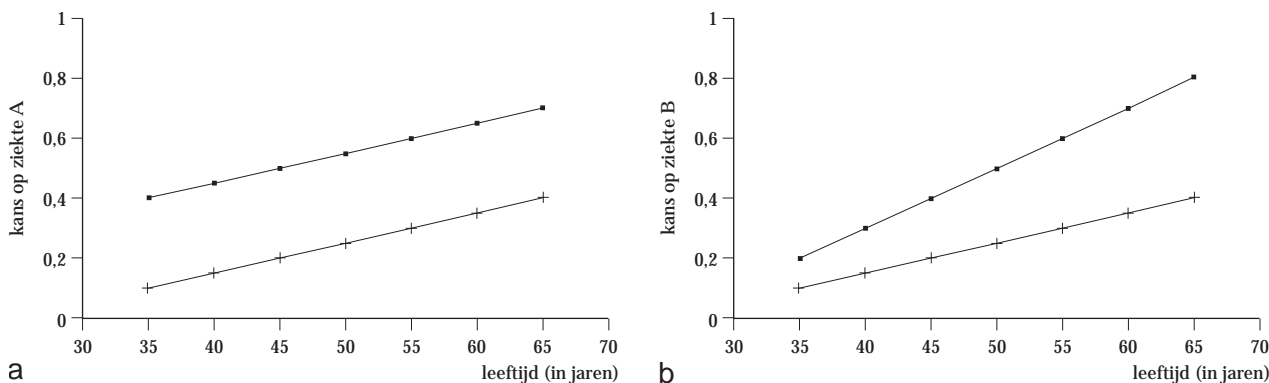 1
0,8
0,6
0,4
0,2
0
kans op ziekte A
30 35 40 45 50 55 60 65 70
leeftijd (in jaren)
a
1
0,8
0,6
0,4
0,2
0
kans op ziekte B
30 35 40 45 50 55 60 65 70
leeftijd (in jaren)
b